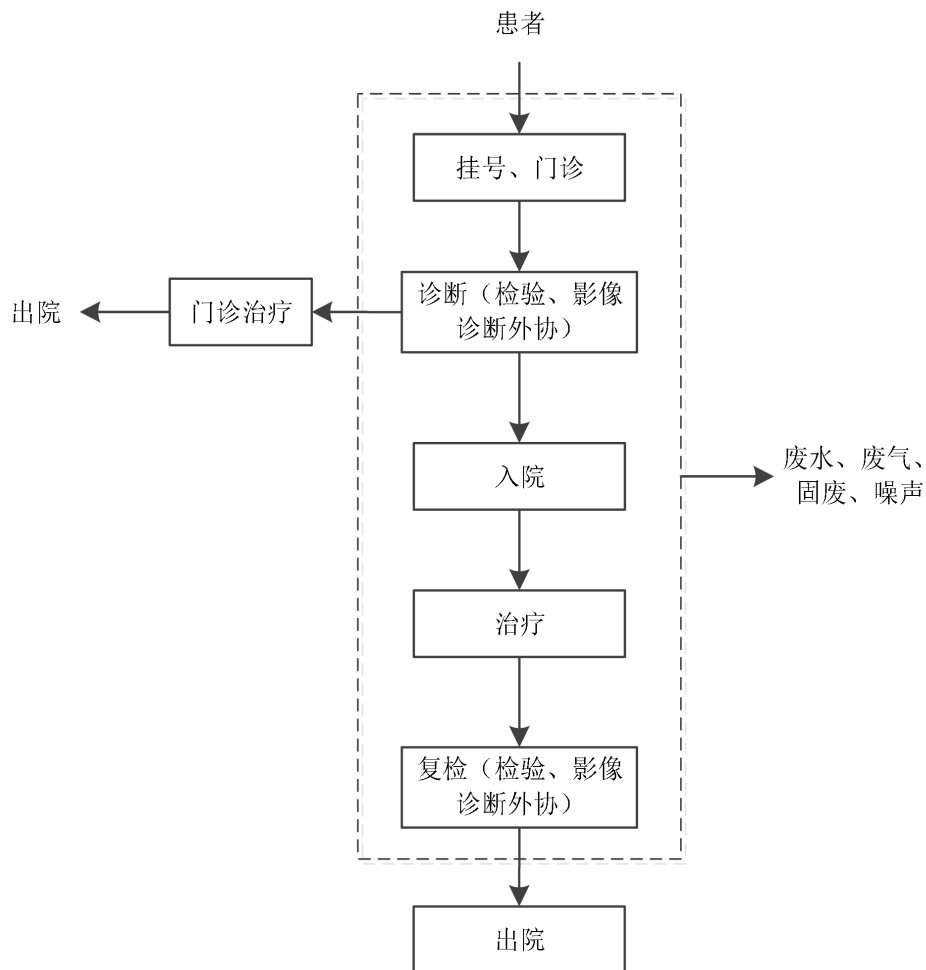 患者
挂号、门诊
诊断（检验、影像
诊断外协）
门诊治疗
出院
入院
废水、废气、
固废、噪声
治疗
复检（检验、影像
诊断外协）
出院